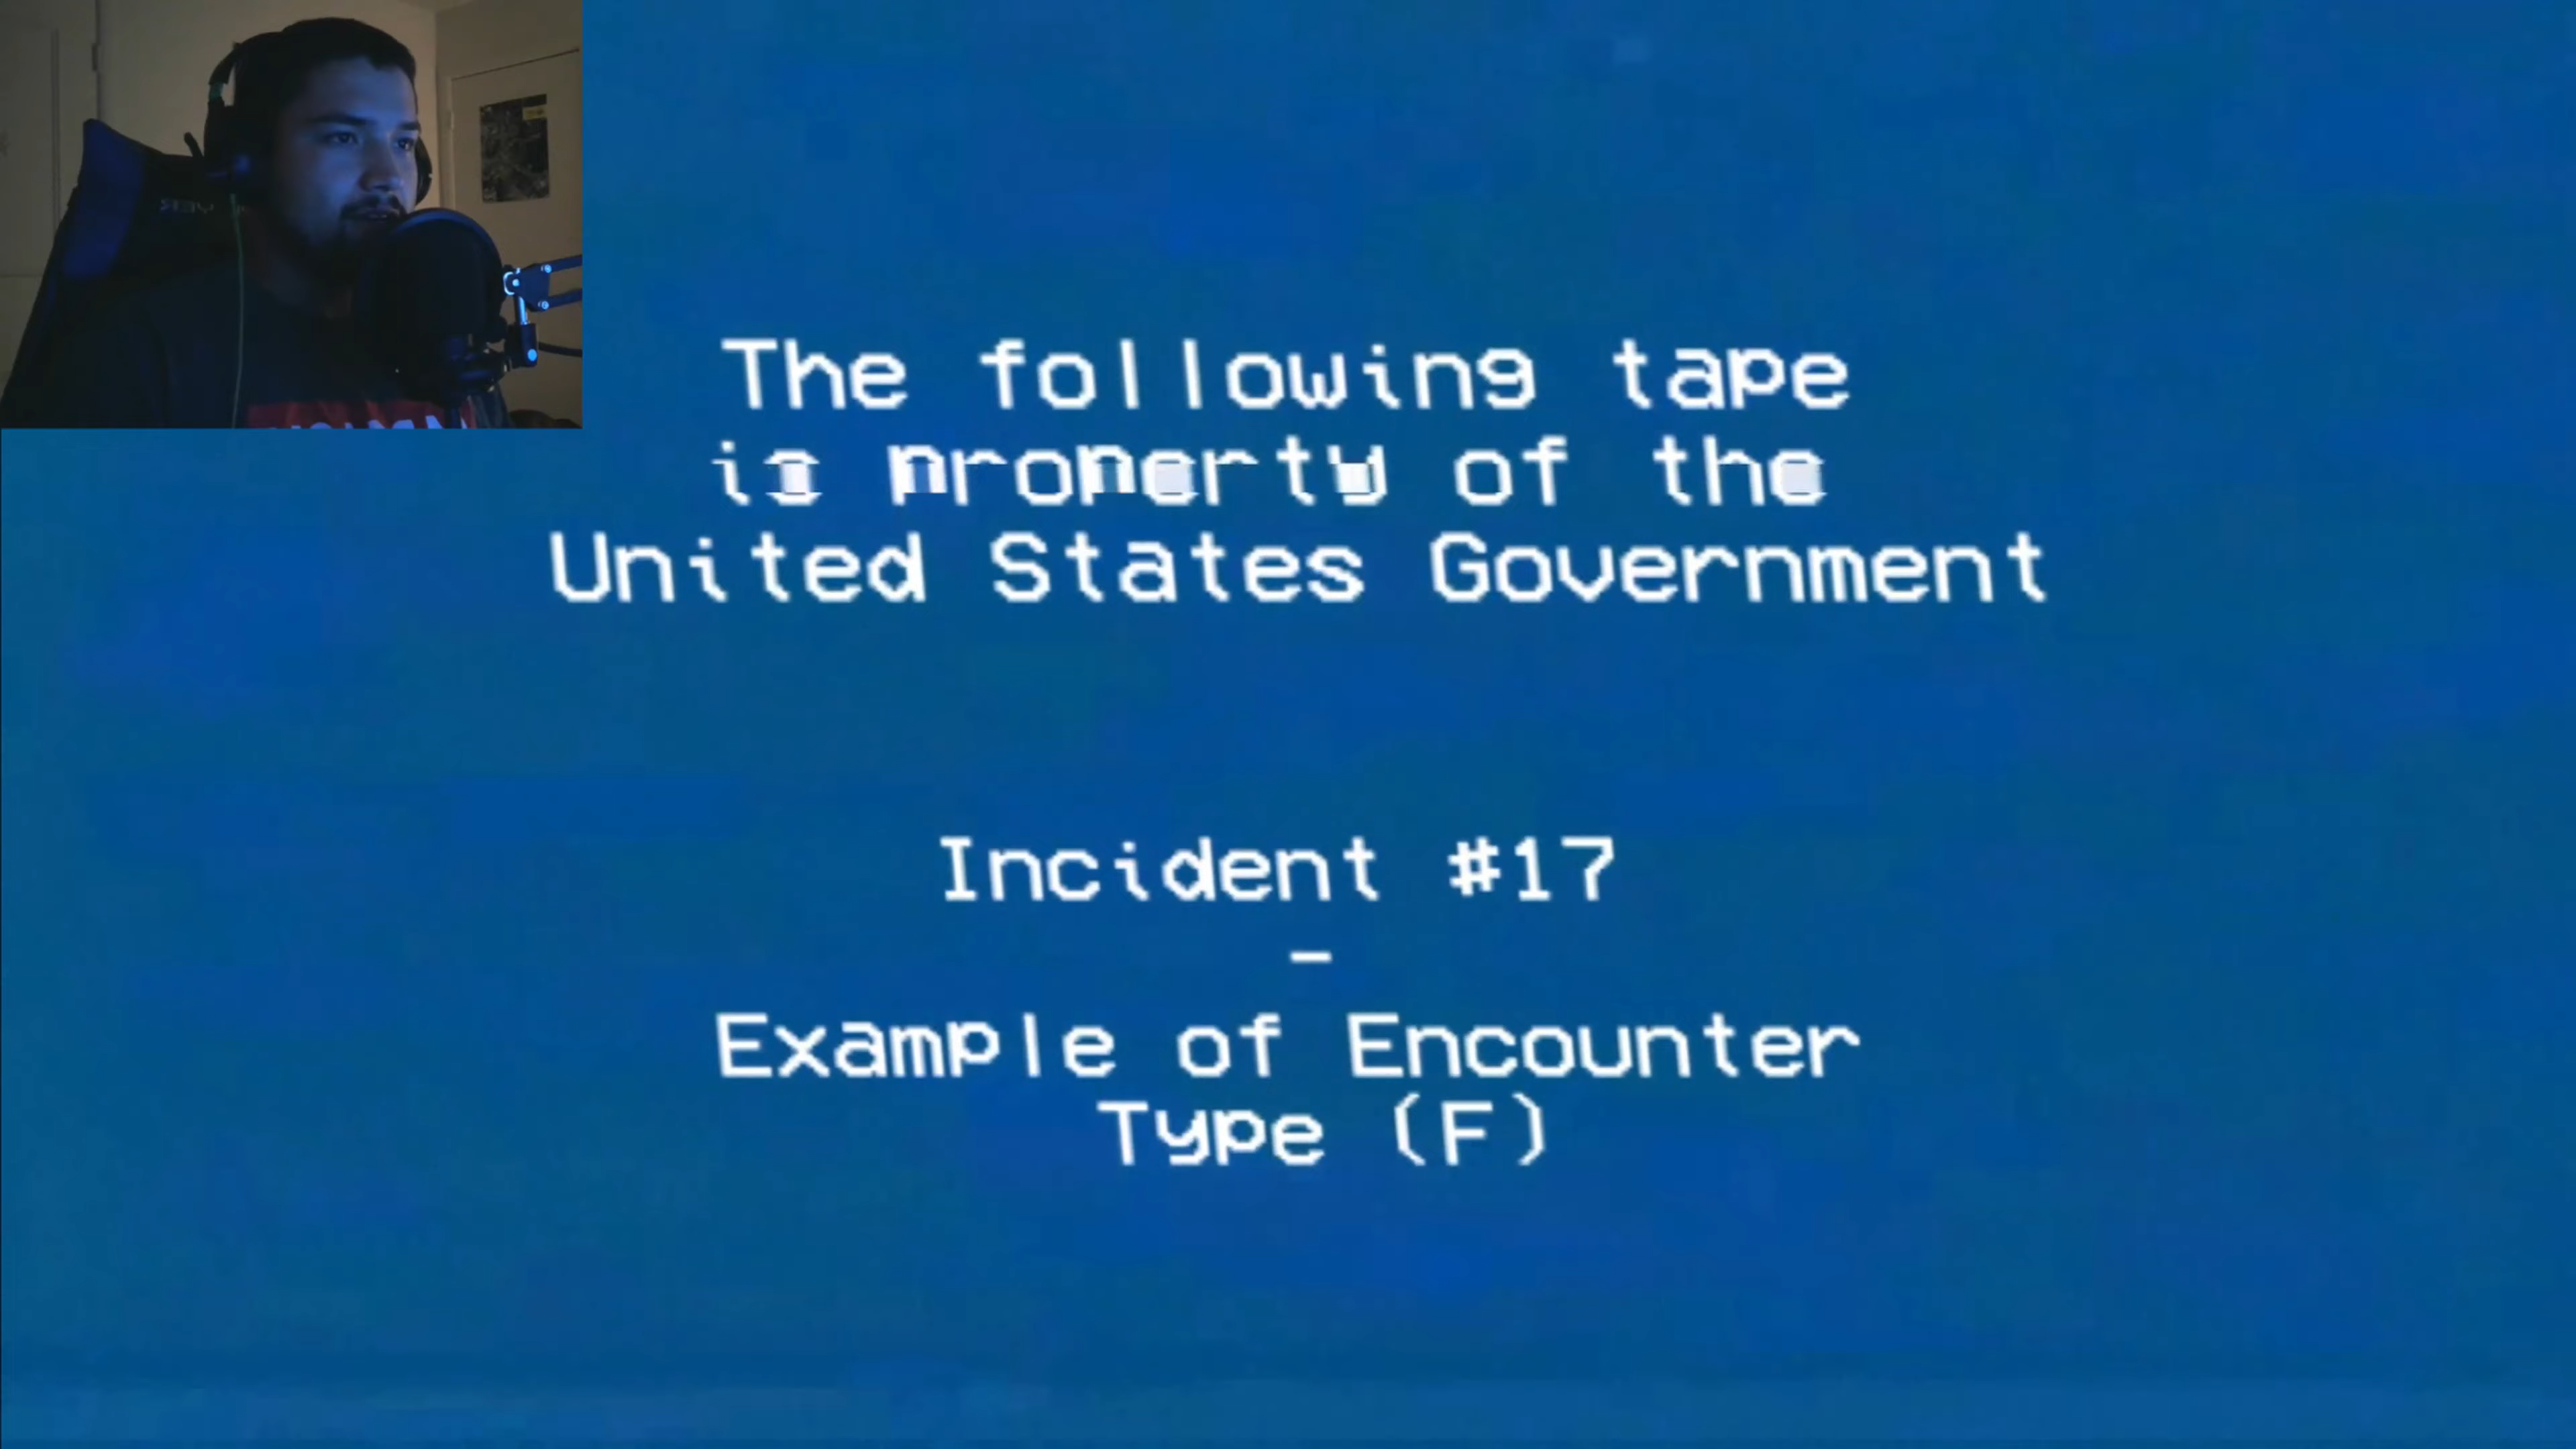 The following tape
is property of the
United States Government
Incident #17
-
Example of Encounter
Type (F)